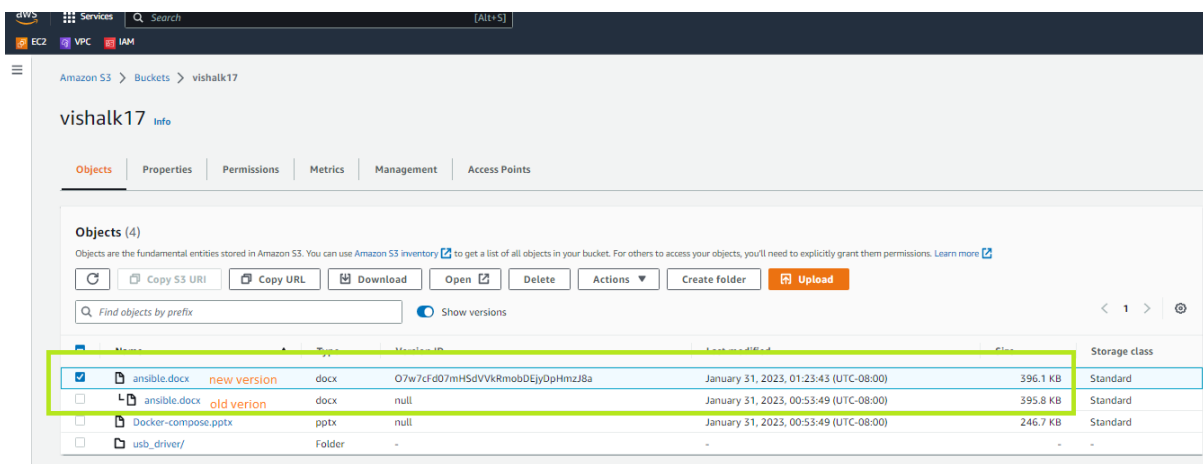 aws Services Search [Alt+S]
EC2 VPC IAM
Amazon S3 > Buckets > vishalk17
vishalk17 Info
Objects Properties Permissions Metrics Management Access Points
Objects (4)
Objects are the fundamental entities stored in Amazon S3. You can use Amazon S3 inventory to get a list of all objects in your bucket. For others to access your objects, you'll need to explicitly grant them permissions. Learn more
Copy S3 URI Copy URL Download Open Delete Actions Create folder Upload
Find objects by prefix Show versions < 1 >
Name Type Version ID Last modified Size Storage class
ansible.docx new version docx O7w7cFd07mHSdVVkRmobDEjyDpHmzJ8a January 31, 2023, 01:23:43 (UTC-08:00) 396.1 KB Standard
ansible.docx old verion docx null January 31, 2023, 00:53:49 (UTC-08:00) 395.8 KB Standard
Docker-compose.pptx pptx null January 31, 2023, 00:53:49 (UTC-08:00) 246.7 KB Standard
usb_driver/ Folder - - - -